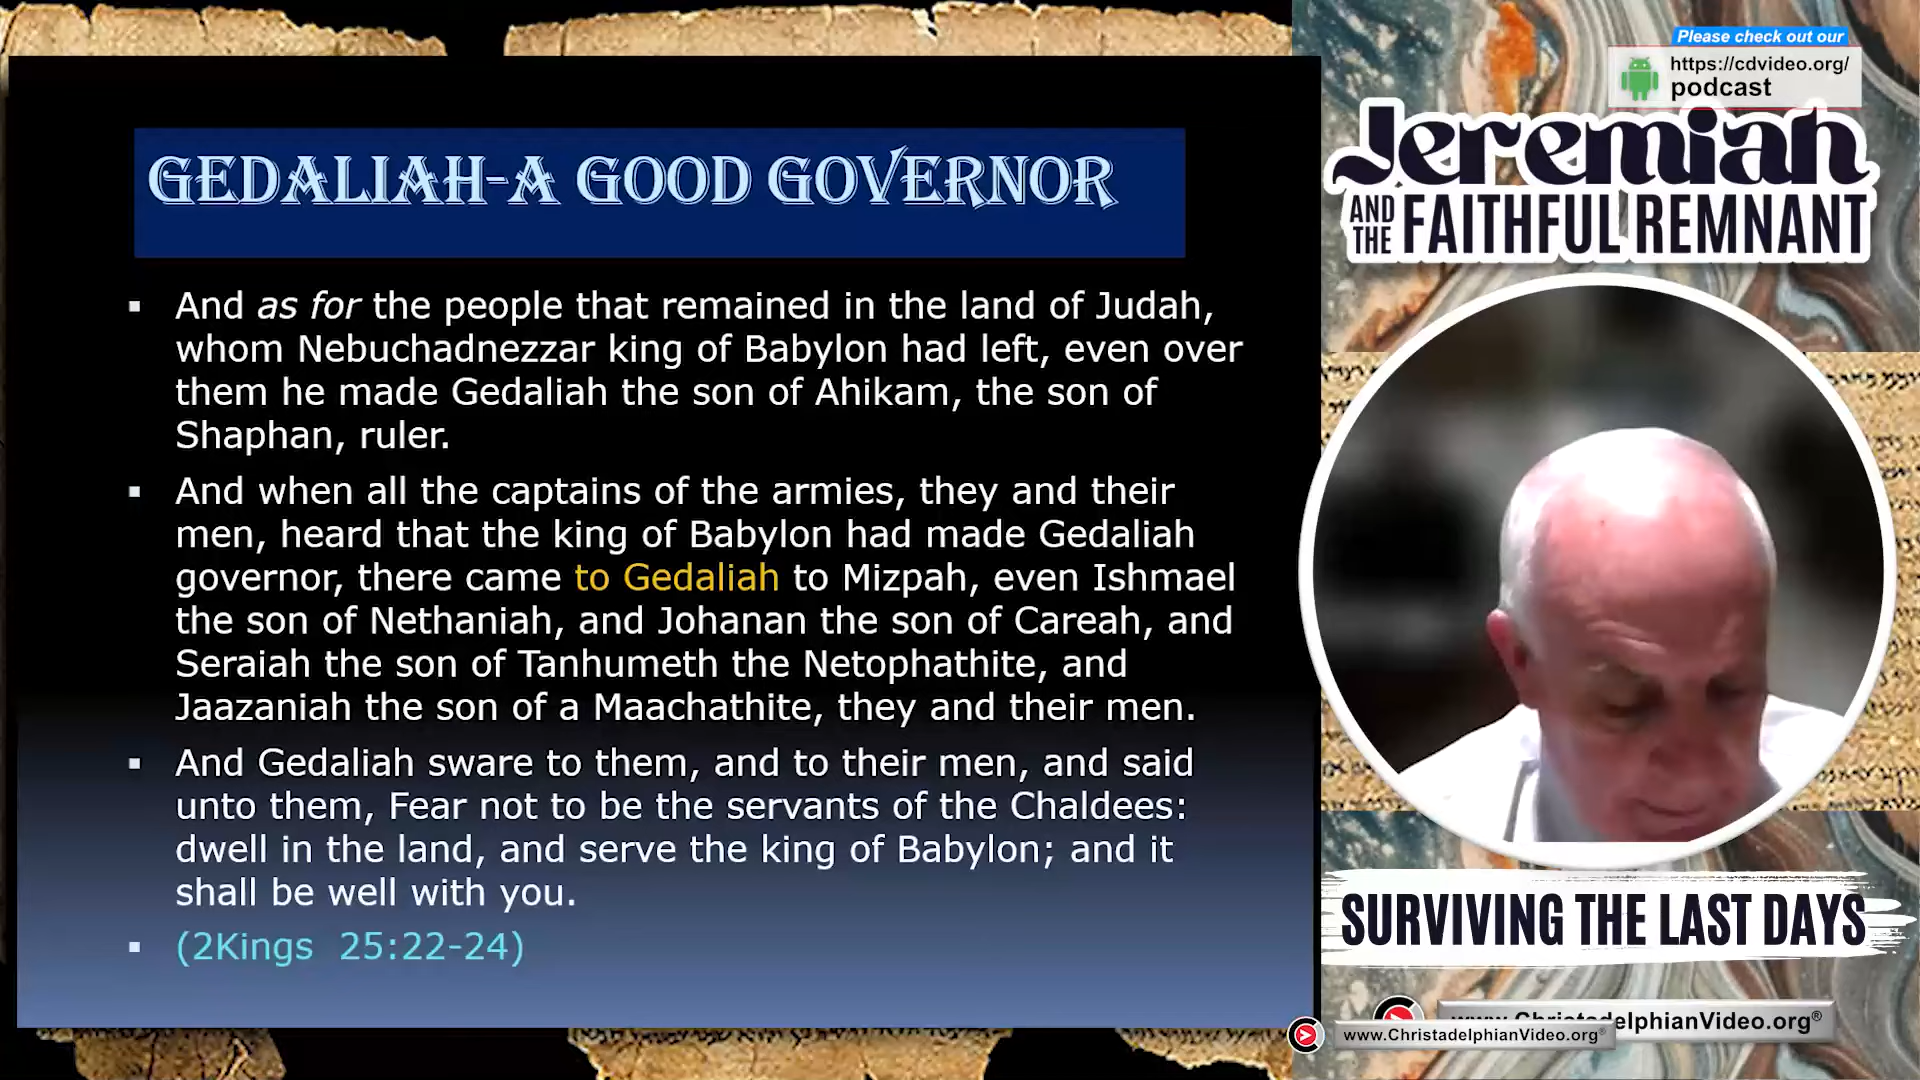 GEDALIAH-A GOOD GOVERNOR
▪ And as for the people that remained in the land of Judah,
whom Nebuchadnezzar king of Babylon had left, even over
them he made Gedaliah the son of Ahikam, the son of
Shaphan, ruler.
▪ And when all the captains of the armies, they and their
men, heard that the king of Babylon had made Gedaliah
governor, there came to Gedaliah to Mizpah, even Ishmael
the son of Nethaniah, and Johanan the son of Careah, and
Seraiah the son of Tanhumeth the Netophathite, and
Jaazaniah the son of a Maachathite, they and their men.
▪ And Gedaliah sware to them, and to their men, and said
unto them, Fear not to be the servants of the Chaldees:
dwell in the land, and serve the king of Babylon; and it
shall be well with you.
▪ (2Kings 25:22-24)
Please check out our
https://cdvideo.org/
podcast
Jeremiah
AND THE FAITHFUL REMNANT
SURVIVING THE LAST DAYS
www.ChristadelphianVideo.org®
www.ChristadelphianVideo.org®